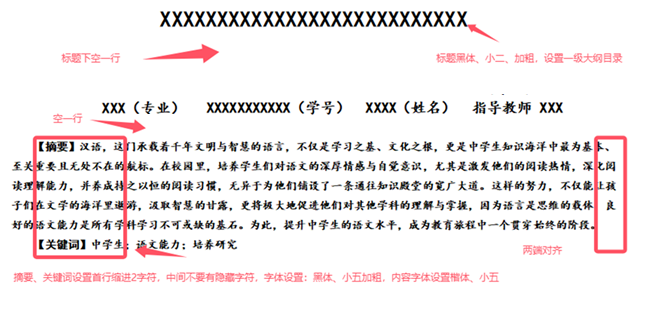 XXXXXXXXXXXXXXXXXXXXXXXXXXX
标题下空一行
标题黑体、小二、加粗，设置一级大纲目录
空一行
XXX（专业） XXXXXXXXXXX（学号） XXXX（姓名） 指导教师 XXX
【摘要】汉语，这门承载着千年文明与智慧的语言，不仅是学习之基、文化之根，更是中学生知识海洋中最为基本、
至关重要且无处不在的航标。在校园里，培养学生们对语文的深厚情感与自觉意识，尤其是激发他们的阅读热情，深化阅
读理解能力，并养成持之以恒的阅读习惯，无异于为他们铺设了一条通往知识殿堂的宽广大道。这样的努力，不仅能让孩
子们在文学的海洋里遨游，汲取智慧的甘露，更将极大地促进他们对其他学科的理解与掌握，因为语言是思维的载体，良
好的语文能力是所有学科学习不可或缺的基石。为此，提升中学生的语文水平，成为教育旅程中一个贯穿始终的阶段。
【关键词】中学生；语文能力；培养研究
两端对齐
摘要、关键词设置首行缩进2字符，中间不要有隐藏字符，字体设置：黑体、小五加粗，内容字体设置楷体、小五